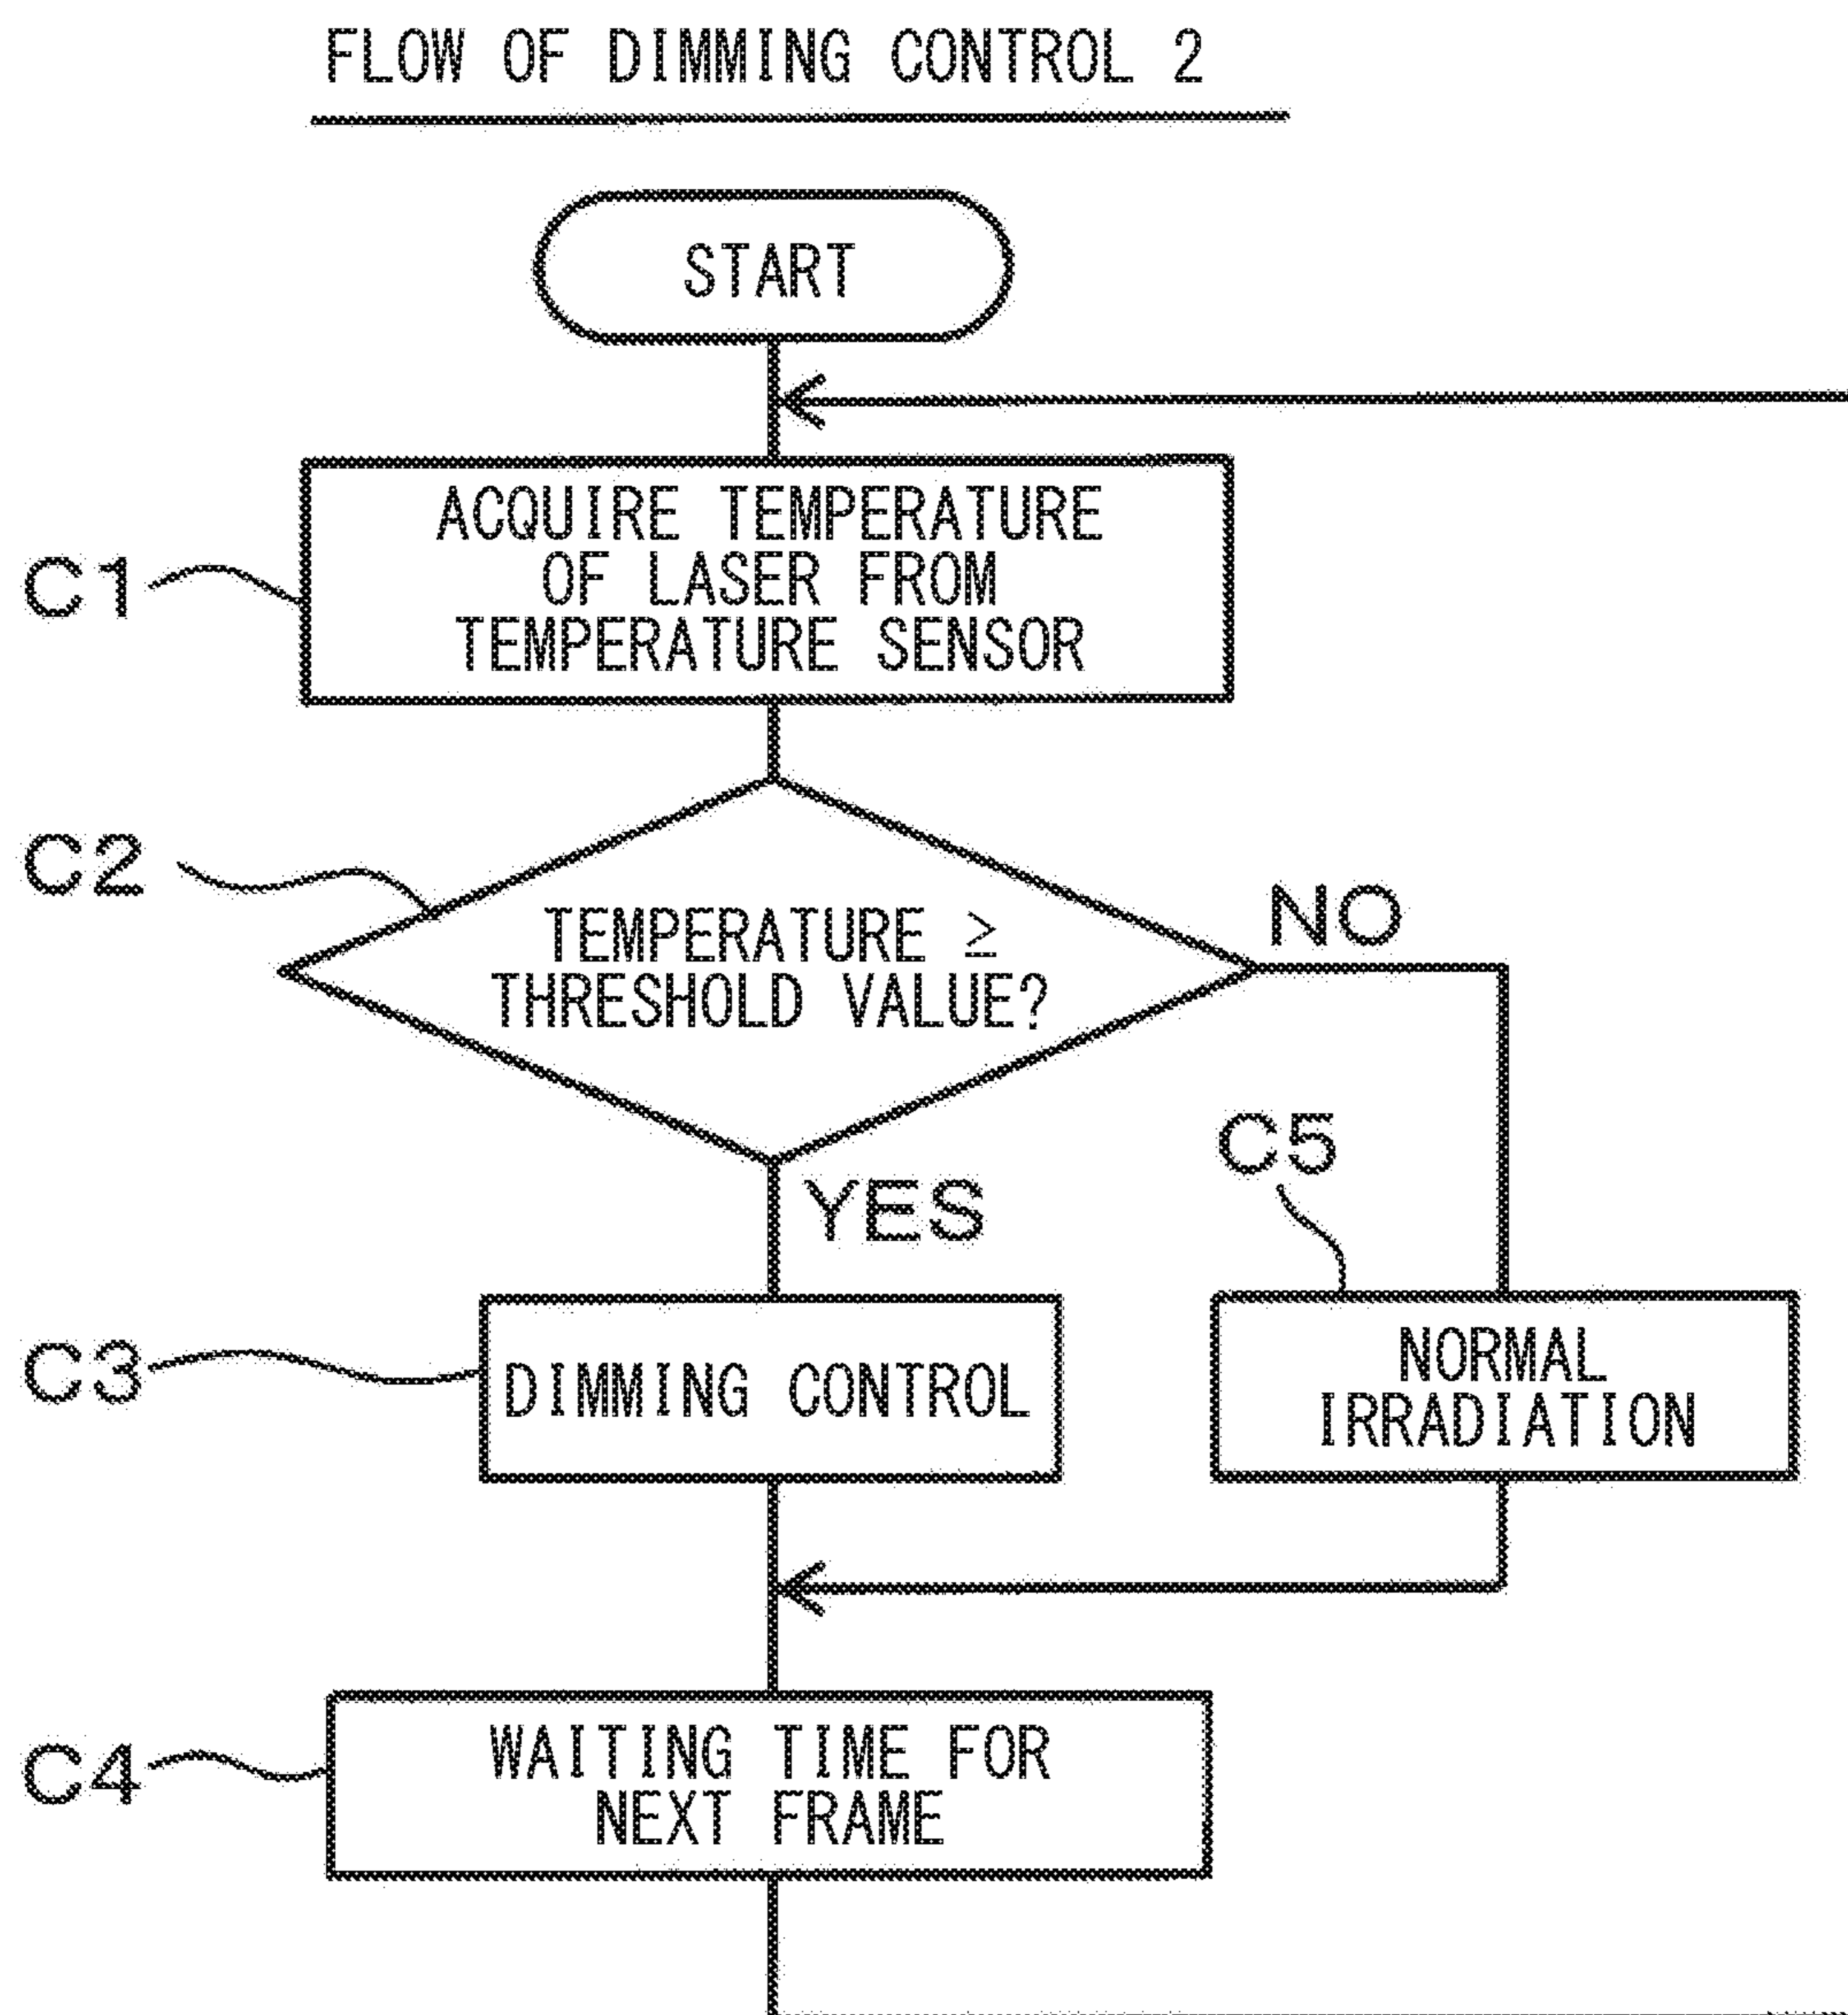 FLOW OF DIMMING CONTROL 2
START
C1
ACQUIRE TEMPERATURE
OF LASER FROM
TEMPERATURE SENSOR
C2
TEMPERATURE ≥
THRESHOLD VALUE?
NO
YES
C5
C3
DIMMING CONTROL
NORMAL
IRRADIATION
C4
WAITING TIME FOR
NEXT FRAME